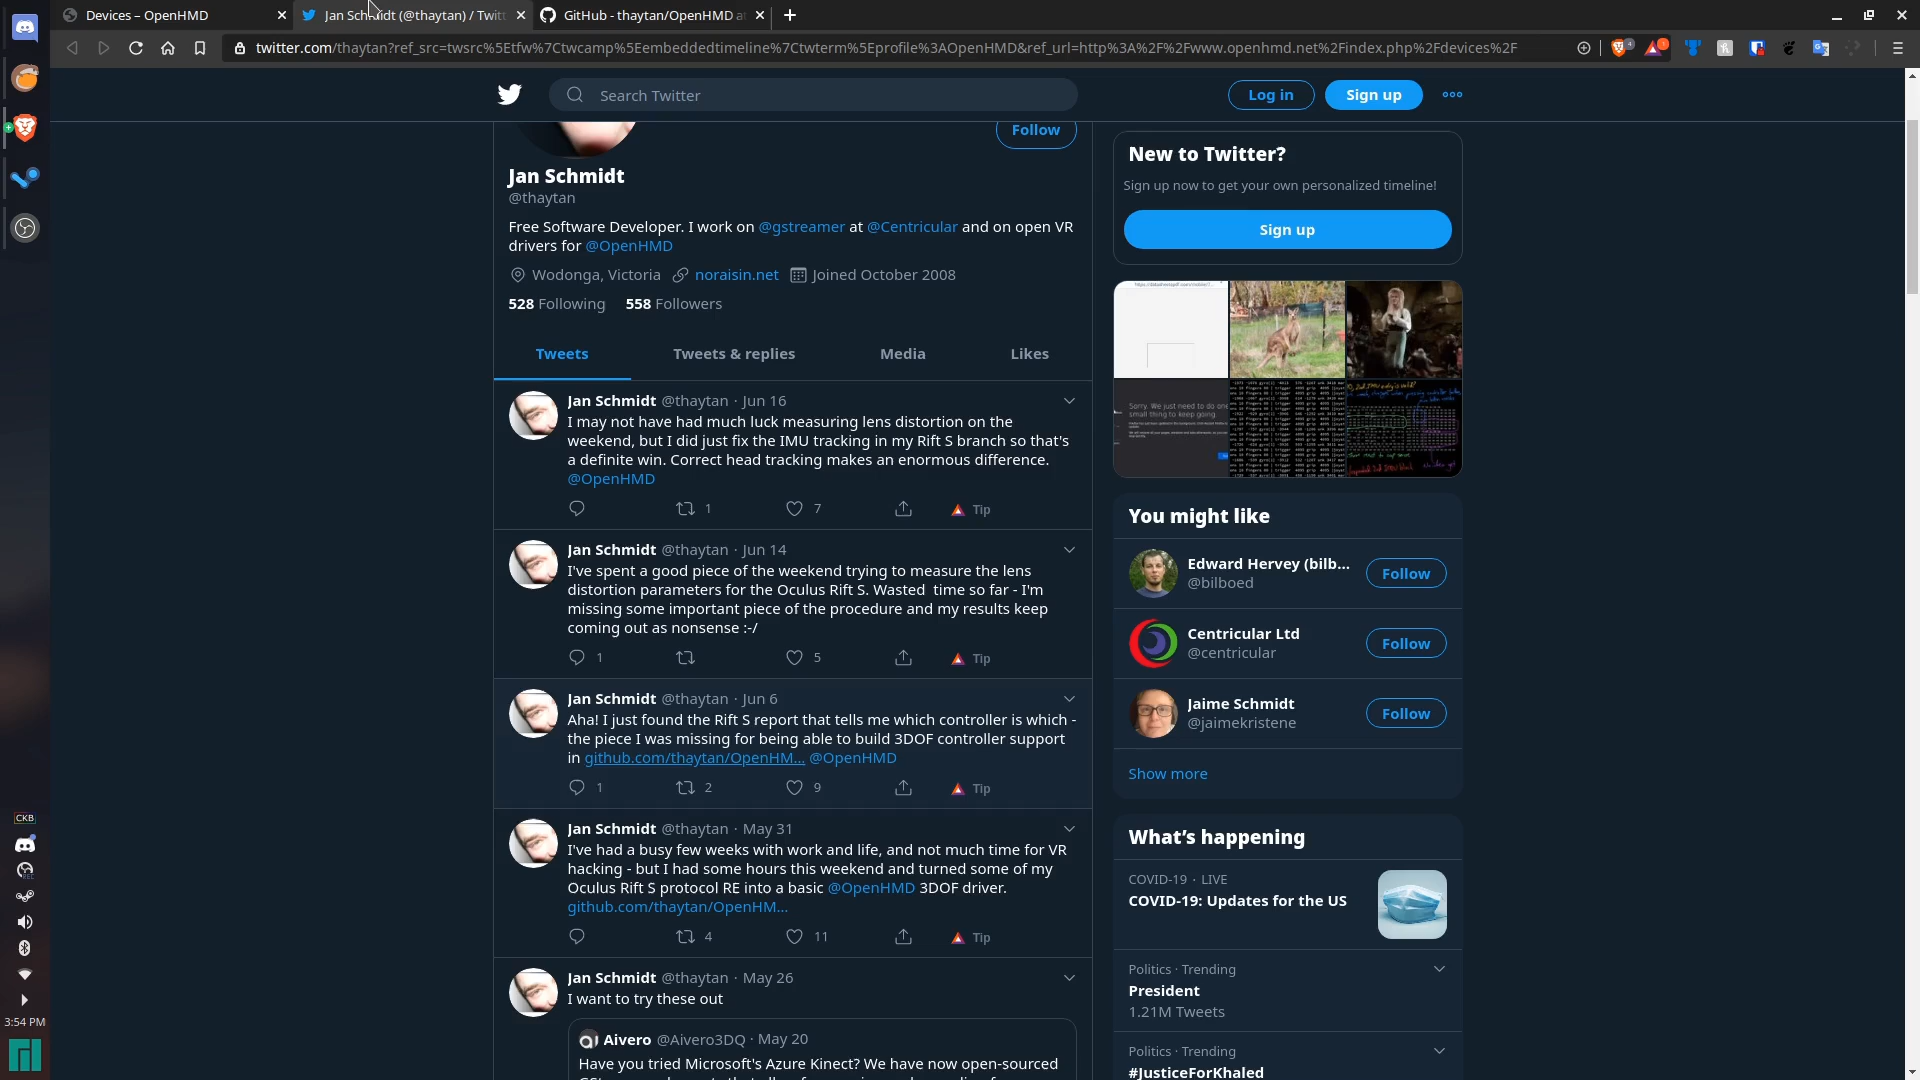 Devices – OpenHMD
Jan Schmidt (@thaytan) / Twitt
GitHub - thaytan/OpenHMD at
twitter.com/thaytan?ref_src=twsrc%5Etfw%7Ctwcamp%5Eembeddedtimeline%7Ctwterm%5Eprofile%3AOpenHMD&ref_url=http%3A%2F%2Fwww.openhmd.net%2Findex.php%2Fdevices%2F
Search Twitter
Log in
Sign up
Follow
Jan Schmidt
@thaytan
Free Software Developer. I work on @gstreamer at @Centricular and on open VR
drivers for @OpenHMD
Wodonga, Victoria noraisin.net Joined October 2008
528 Following 558 Followers
Tweets
Tweets & replies
Media
Likes
Jan Schmidt @thaytan · Jun 16
I may not have had much luck measuring lens distortion on the
weekend, but I did just fix the IMU tracking in my Rift S branch so that's
a definite win. Correct head tracking makes an enormous difference.
@OpenHMD
1 7 Tip
Jan Schmidt @thaytan · Jun 14
I've spent a good piece of the weekend trying to measure the lens
distortion parameters for the Oculus Rift S. Wasted time so far - I'm
missing some important piece of the procedure and my results keep
coming out as nonsense :-/
1 5 Tip
Jan Schmidt @thaytan · Jun 6
Aha! I just found the Rift S report that tells me which controller is which -
the piece I was missing for being able to build 3DOF controller support
in github.com/thaytan/OpenHM... @OpenHMD
1 2 9 Tip
Jan Schmidt @thaytan · May 31
I've had a busy few weeks with work and life, and not much time for VR
hacking - but I had some hours this weekend and turned some of my
Oculus Rift S protocol RE into a basic @OpenHMD 3DOF driver.
github.com/thaytan/OpenHM...
4 11 Tip
Jan Schmidt @thaytan · May 26
I want to try these out
Aivero @Aivero3DQ · May 20
Have you tried Microsoft's Azure Kinect? We have now open-sourced
New to Twitter?
Sign up now to get your own personalized timeline!
Sign up
Sorry. We just need to do one
small thing to keep going.
You might like
Edward Hervey (bilb...
@bilboed
Follow
Centricular Ltd
@centricular
Follow
Jaime Schmidt
@jaimekristene
Follow
Show more
What's happening
COVID-19 · LIVE
COVID-19: Updates for the US
Politics · Trending
President
1.21M Tweets
Politics · Trending
#JusticeForKhaled
CKB
3:54 PM